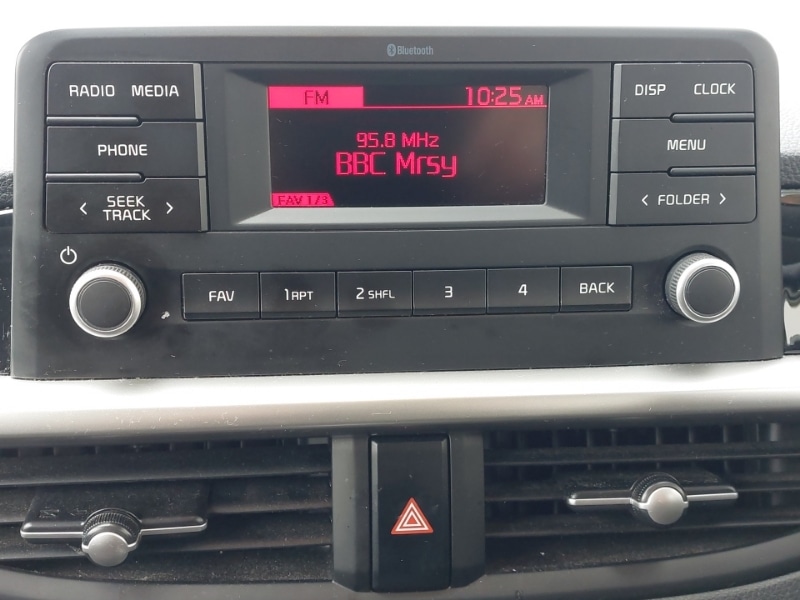 Bluetooth
RADIO MEDIA
PHONE
< SEEK TRACK >
FM 10:25 AM
95.8 MHz
BBC Mrsy
FAV 1/3
DISP CLOCK
MENU
< FOLDER >
FAV 1 RPT 2 SHFL 3 4 BACK